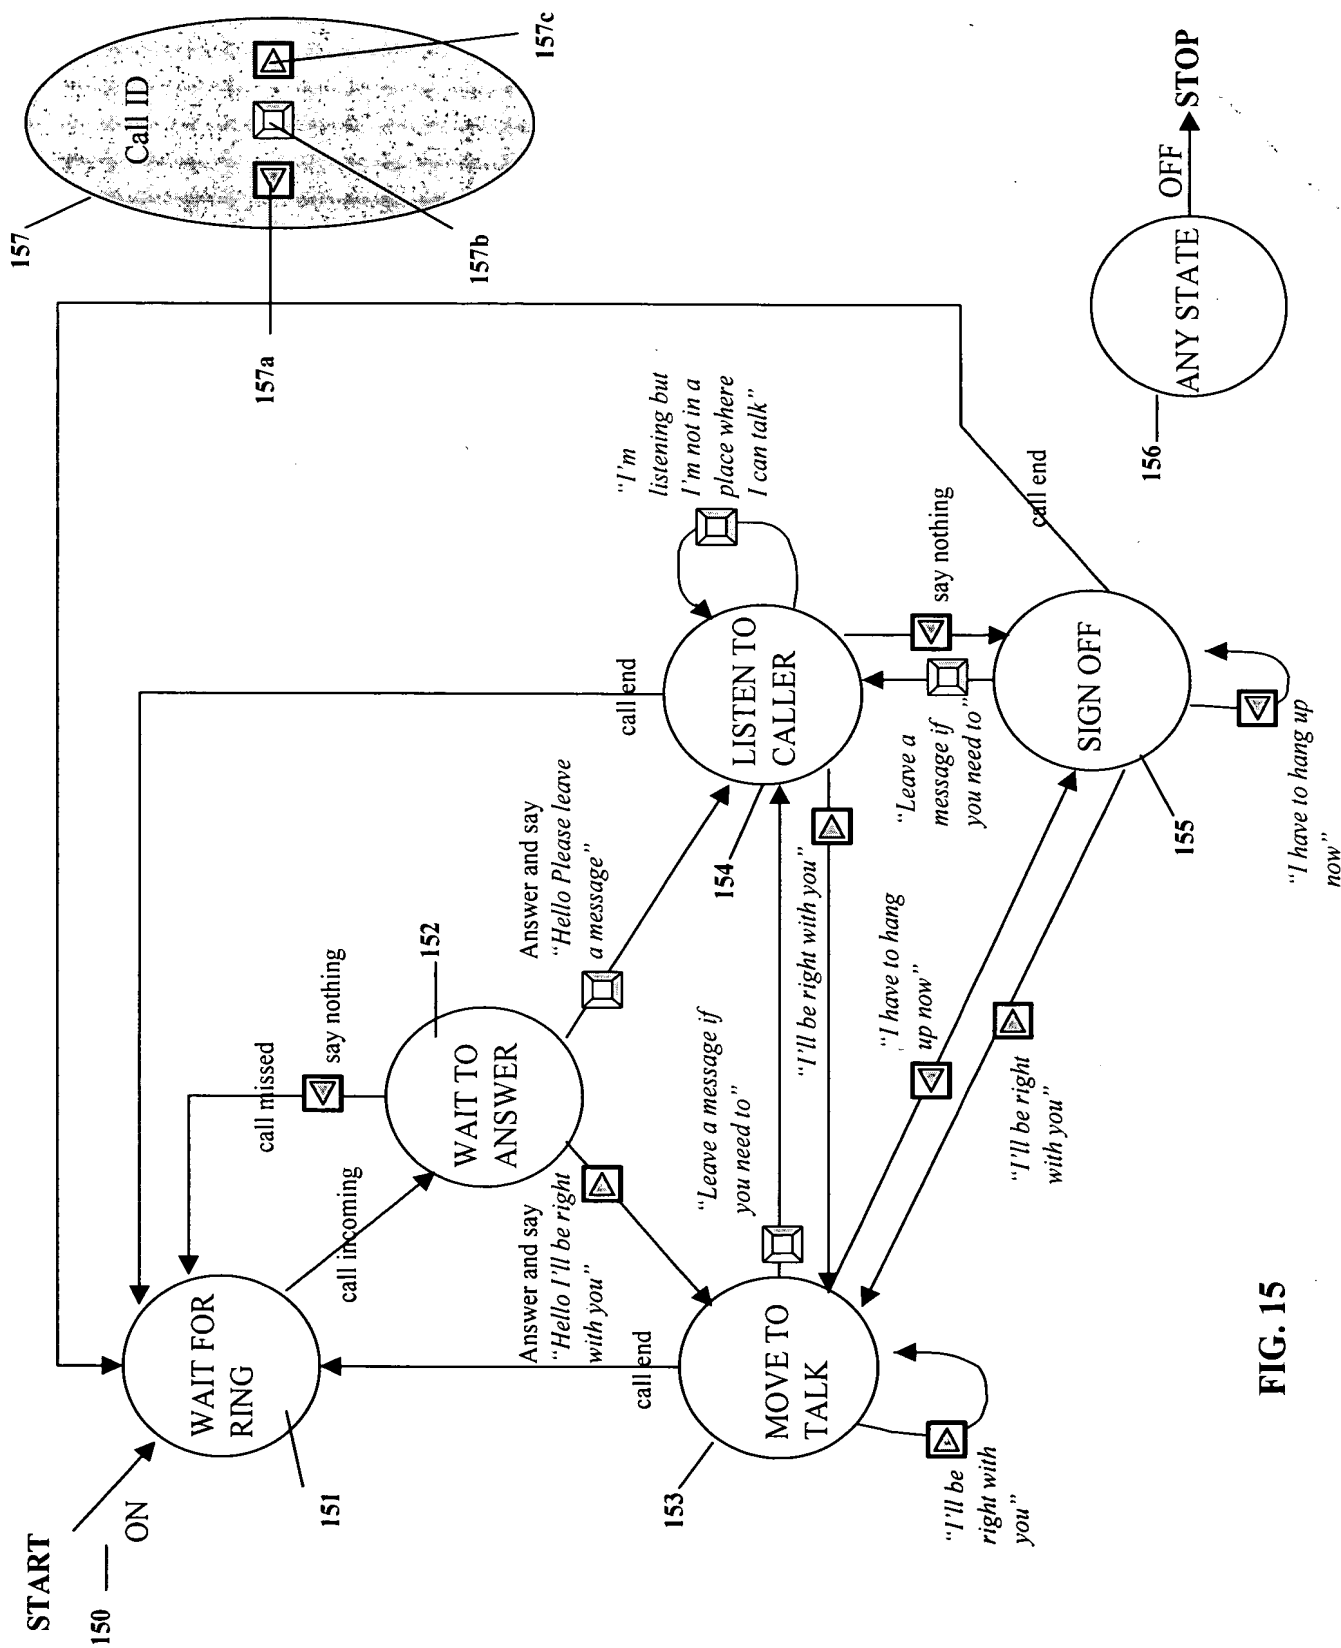 START
150
ON
WAIT FOR
RING
151
call incoming
call missed
say nothing
WAIT TO
ANSWER
152
Answer and say
“Hello I'll be right
with you”
Answer and say
“Hello Please leave
a message”
call end
call end
MOVE TO
TALK
153
“I'll be
right with
you”
“Leave a message if
you need to”
“I'll be right with you”
LISTEN TO
CALLER
154
“I'm
listening but
I'm not in a
place where
I can talk”
say nothing
“Leave a
message if
you need to”
“I have to hang
up now”
“I'll be right
with you”
SIGN OFF
155
“I have to hang up
now”
call end
157
Call ID
157a
157b
157c
ANY STATE
156
OFF
STOP
FIG. 15